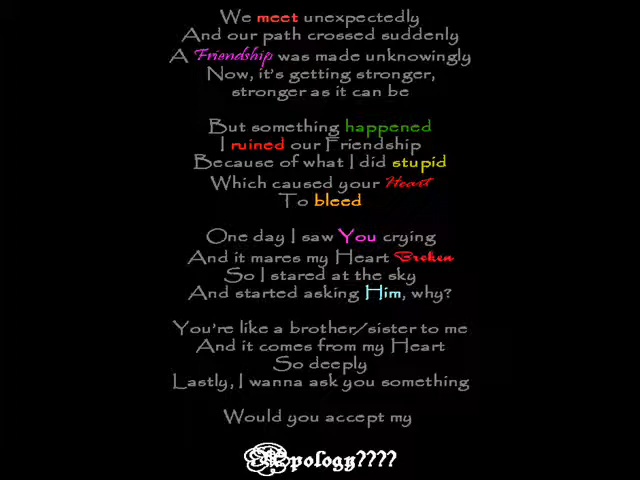 We meet unexpectedly
And our path crossed suddenly
A Friendship was made unknowingly
Now, it's getting stronger,
stronger as it can be
But something happened
I ruined our Friendship
Because of what I did stupid
Which caused your Heart
To bleed
One day I saw You crying
And it mares my Heart Broken
So I stared at the sky
And started asking Him, why?
You're like a brother/sister to me
And it comes from my Heart
So deeply
Lastly, I wanna ask you something
Would you accept my
Apology????